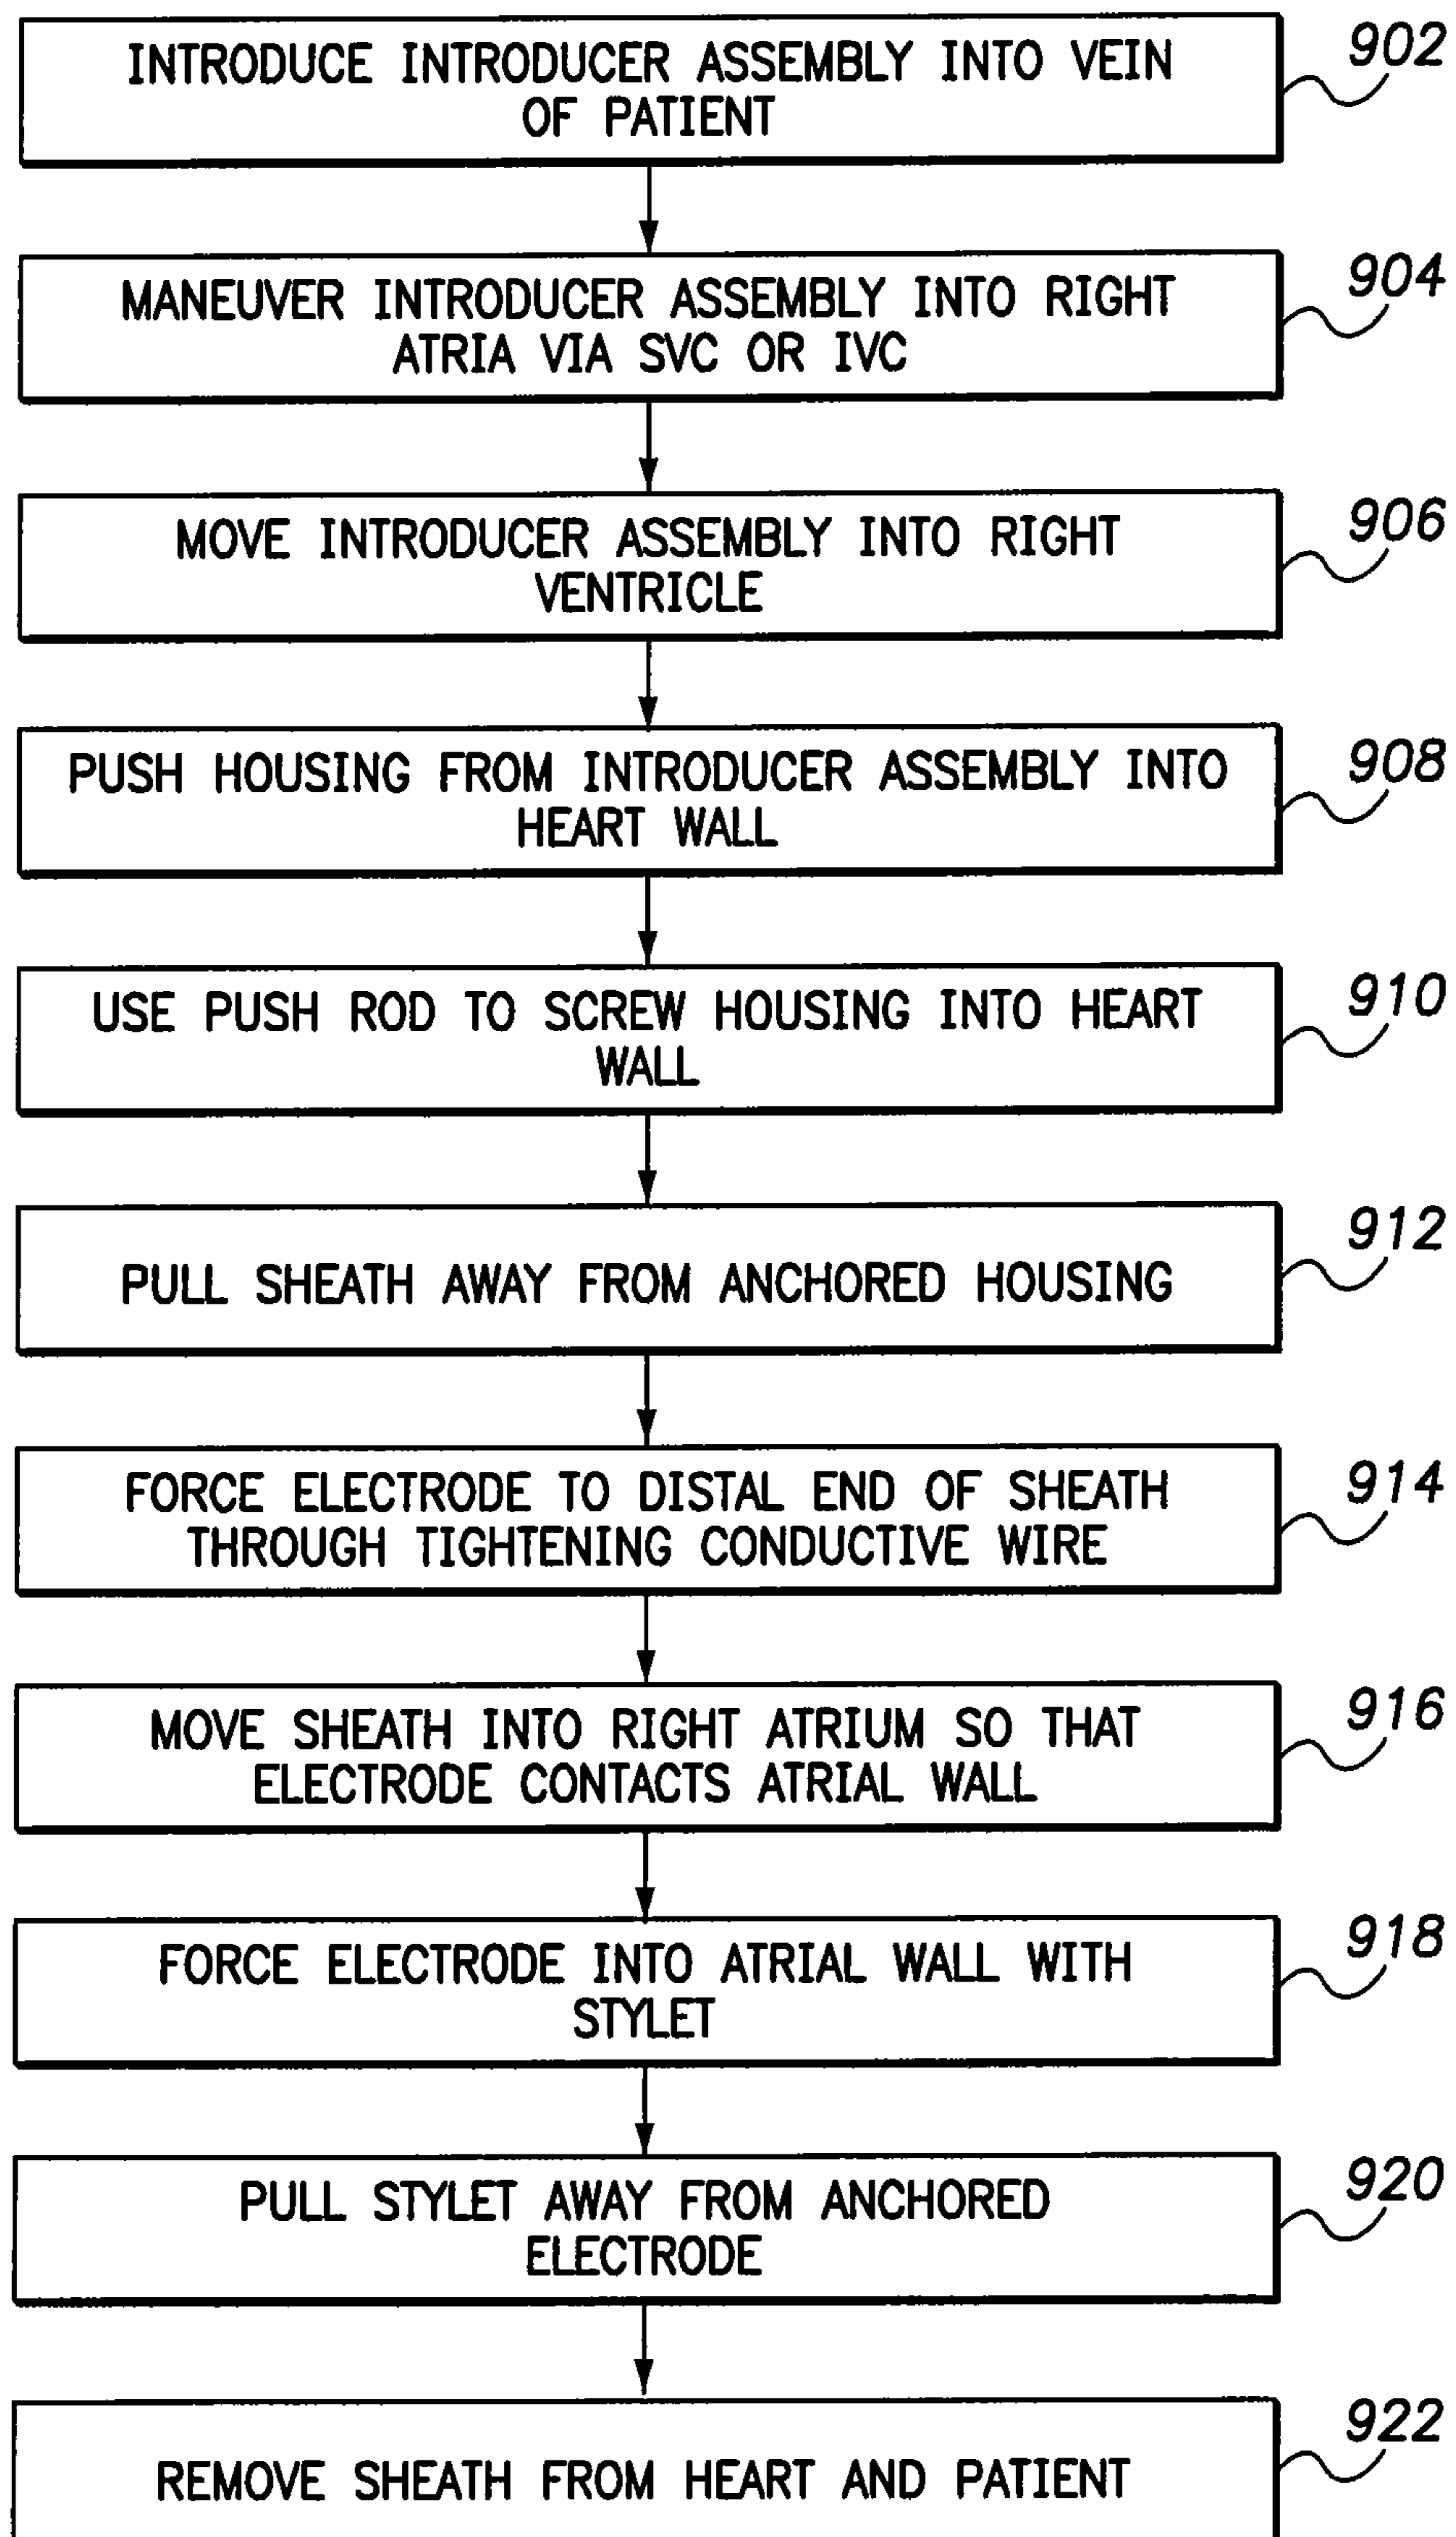 INTRODUCE INTRODUCER ASSEMBLY INTO VEIN
OF PATIENT
902
MANEUVER INTRODUCER ASSEMBLY INTO RIGHT
ATRIA VIA SVC OR IVC
904
MOVE INTRODUCER ASSEMBLY INTO RIGHT
VENTRICLE
906
PUSH HOUSING FROM INTRODUCER ASSEMBLY INTO
HEART WALL
908
USE PUSH ROD TO SCREW HOUSING INTO HEART
WALL
910
PULL SHEATH AWAY FROM ANCHORED HOUSING
912
FORCE ELECTRODE TO DISTAL END OF SHEATH
THROUGH TIGHTENING CONDUCTIVE WIRE
914
MOVE SHEATH INTO RIGHT ATRIUM SO THAT
ELECTRODE CONTACTS ATRIAL WALL
916
FORCE ELECTRODE INTO ATRIAL WALL WITH
STYLET
918
PULL STYLET AWAY FROM ANCHORED
ELECTRODE
920
REMOVE SHEATH FROM HEART AND PATIENT
922